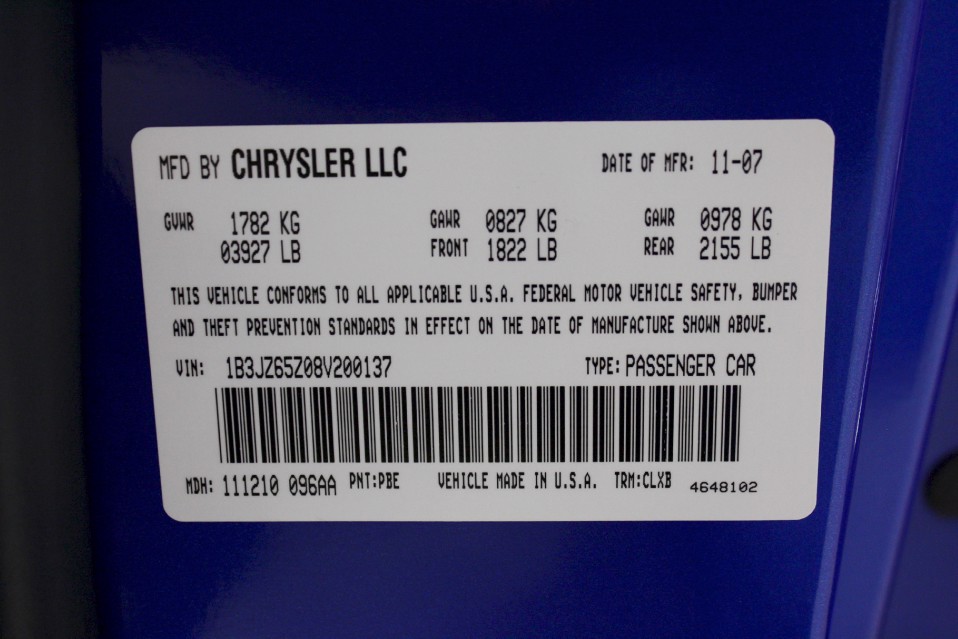 MFD BY CHRYSLER LLC DATE OF MFR: 11-07
GVWR 1782 KG GAWR 0827 KG GAWR 0978 KG
03927 LB FRONT 1822 LB REAR 2155 LB
THIS VEHICLE CONFORMS TO ALL APPLICABLE U.S.A. FEDERAL MOTOR VEHICLE SAFETY, BUMPER
AND THEFT PREVENTION STANDARDS IN EFFECT ON THE DATE OF MANUFACTURE SHOWN ABOVE.
VIN: 1B3JZ65Z08V200137 TYPE: PASSENGER CAR
MDH: 111210 096AA PNT:PBE VEHICLE MADE IN U.S.A. TRM:CLXB 4648102